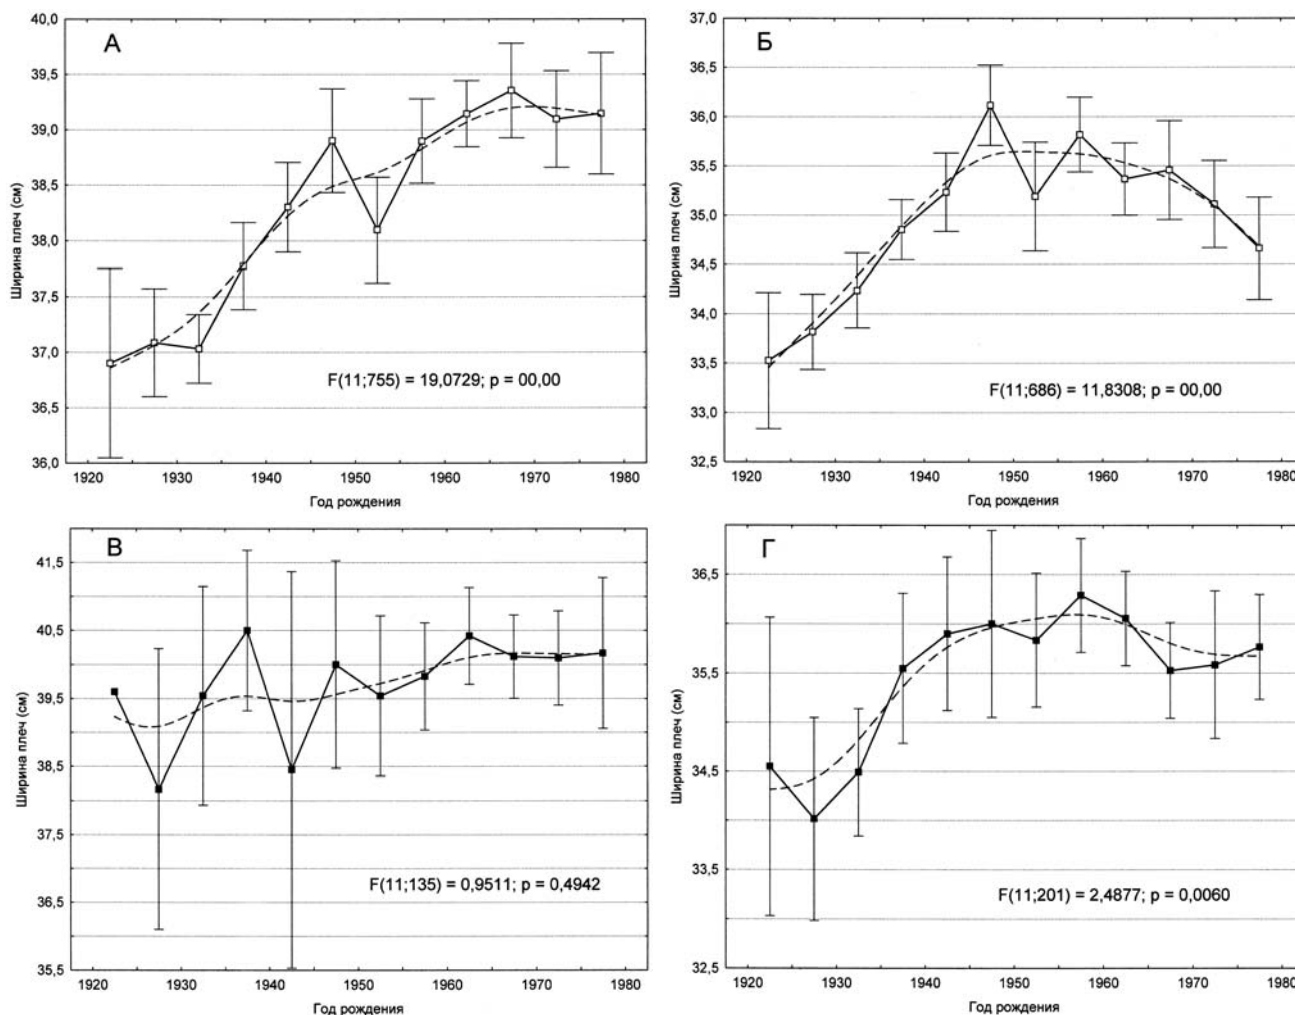 А
40,0
39,5
39,0
38,5
38,0
37,5
37,0
36,5
36,0
Ширина плеч (см)
F(11;755) = 19,0729; p = 00,00
1920 1930 1940 1950 1960 1970 1980
Год рождения
Б
37,0
36,5
36,0
35,5
35,0
34,5
34,0
33,5
33,0
32,5
Ширина плеч (см)
F(11;686) = 11,8308; p = 00,00
1920 1930 1940 1950 1960 1970 1980
Год рождения
В
41,5
40,5
39,5
38,5
37,5
36,5
35,5
Ширина плеч (см)
F(11;135) = 0,9511; p = 0,4942
1920 1930 1940 1950 1960 1970 1980
Год рождения
Г
36,5
35,5
34,5
33,5
32,5
Ширина плеч (см)
F(11;201) = 2,4877; p = 0,0060
1920 1930 1940 1950 1960 1970 1980
Год рождения